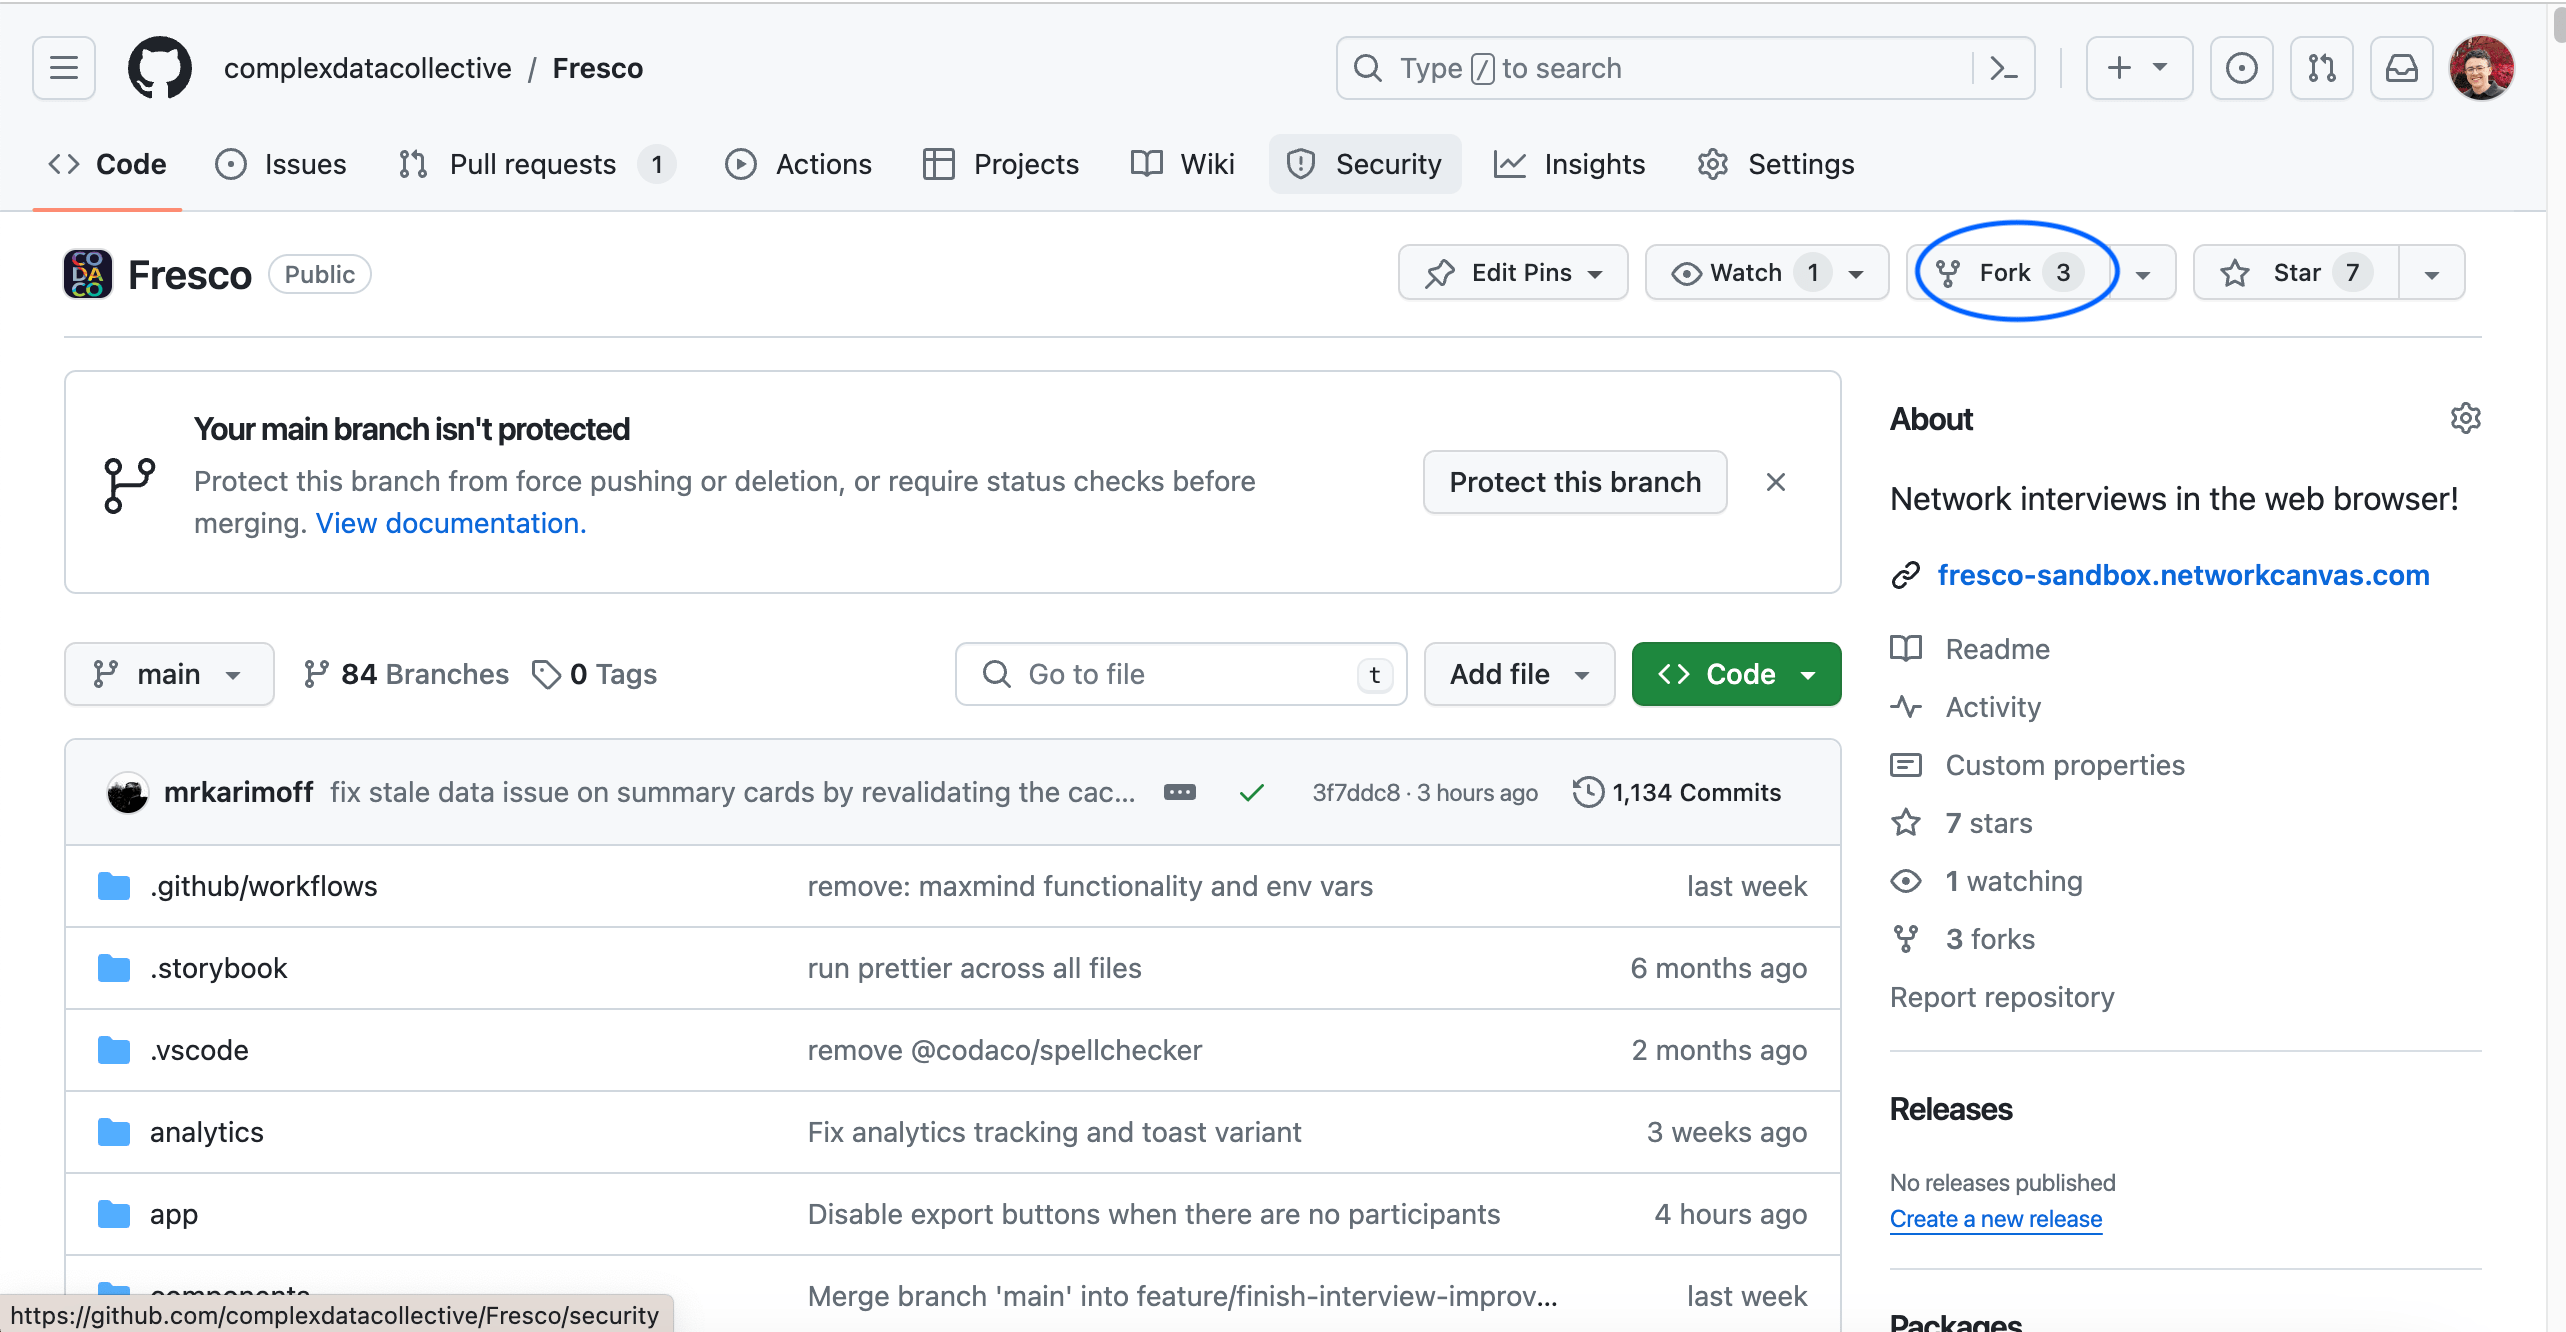 complexdatacollective / Fresco
Type / to search
Code Issues Pull requests 1 Actions Projects Wiki Security Insights Settings
CO
DA
CO
Fresco Public Edit Pins Watch 1 Fork 3 Star 7
Your main branch isn't protected
Protect this branch from force pushing or deletion, or require status checks before
merging. View documentation.
Protect this branch
About
Network interviews in the web browser!
fresco-sandbox.networkcanvas.com
Readme
Activity
Custom properties
7 stars
1 watching
3 forks
Report repository
main 84 Branches 0 Tags Go to file t Add file Code
mrkarimoff fix stale data issue on summary cards by revalidating the cac... 3f7ddc8 · 3 hours ago 1,134 Commits
.github/workflows remove: maxmind functionality and env vars last week
.storybook run prettier across all files 6 months ago
.vscode remove @codaco/spellchecker 2 months ago
analytics Fix analytics tracking and toast variant 3 weeks ago
app Disable export buttons when there are no participants 4 hours ago
components Merge branch 'main' into feature/finish-interview-improv... last week
Releases
No releases published
Create a new release
Packages
https://github.com/complexdatacollective/Fresco/security